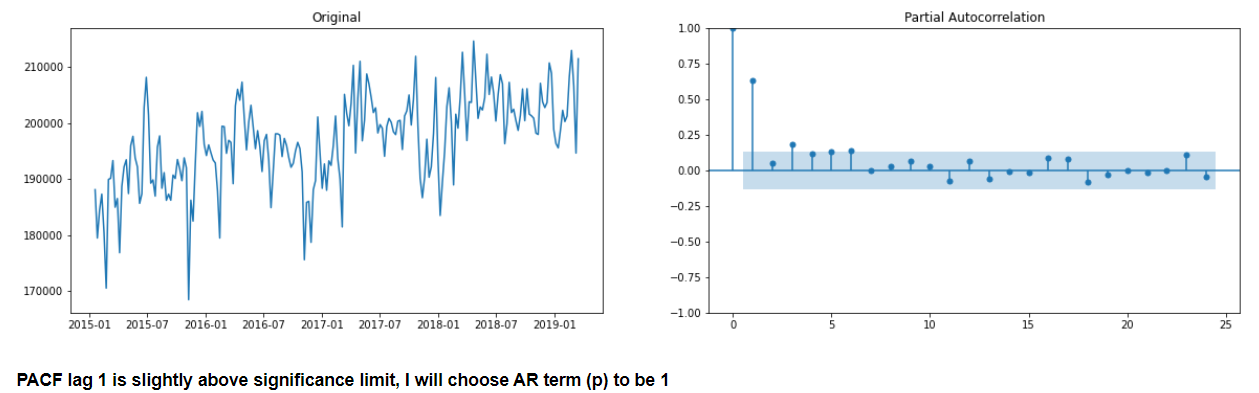 Original
210000
200000
190000
180000
170000
2015-01 2015-07 2016-01 2016-07 2017-01 2017-07 2018-01 2018-07 2019-01
Partial Autocorrelation
1.00
0.75
0.50
0.25
0.00
−0.25
−0.50
−0.75
−1.00
0 5 10 15 20 25
PACF lag 1 is slightly above significance limit, I will choose AR term (p) to be 1